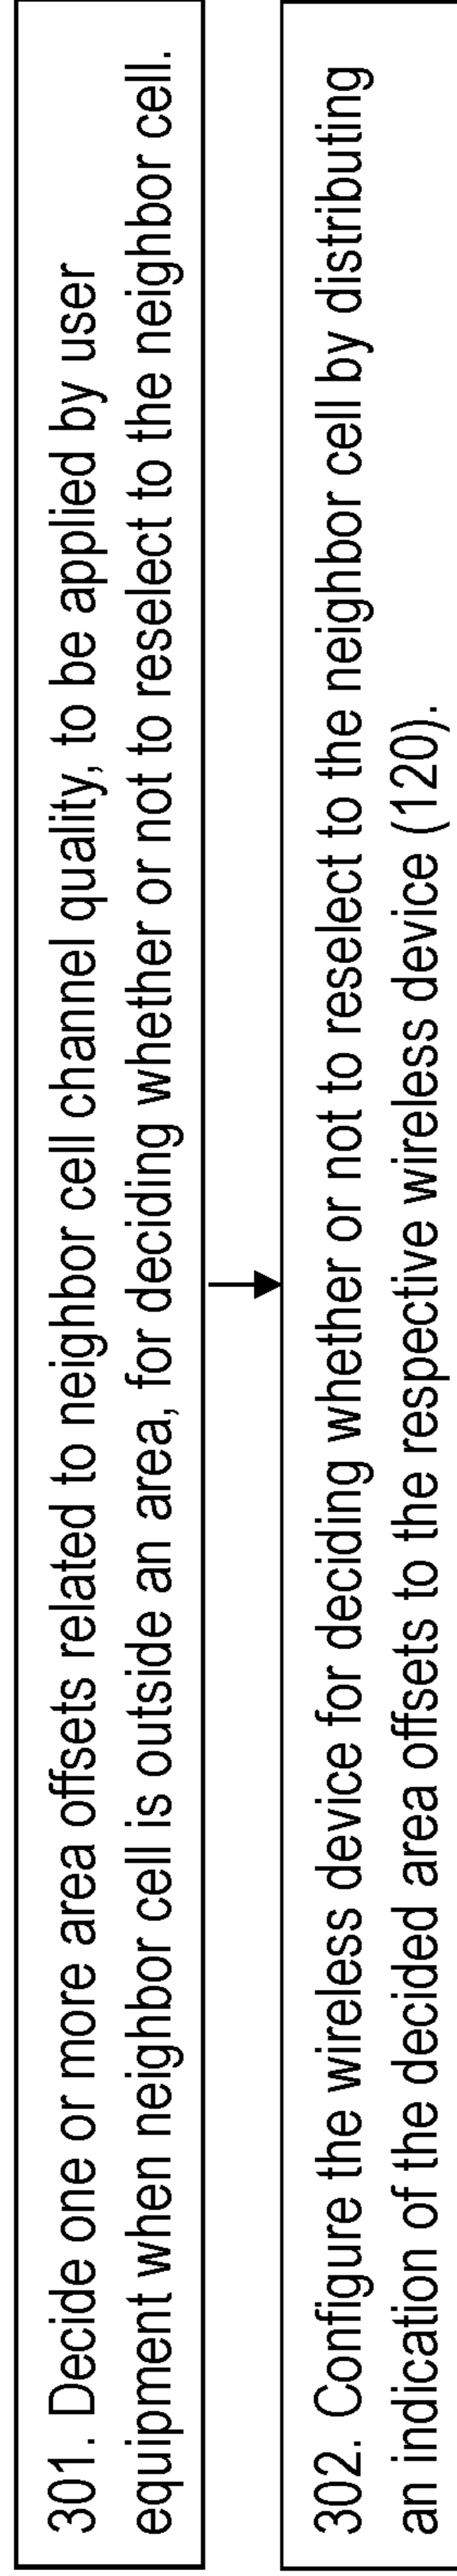 301. Decide one or more area offsets related to neighbor cell channel quality, to be applied by user
equipment when neighbor cell is outside an area, for deciding whether or not to reselect to the neighbor cell.
302. Configure the wireless device for deciding whether or not to reselect to the neighbor cell by distributing
an indication of the decided area offsets to the respective wireless device (120).